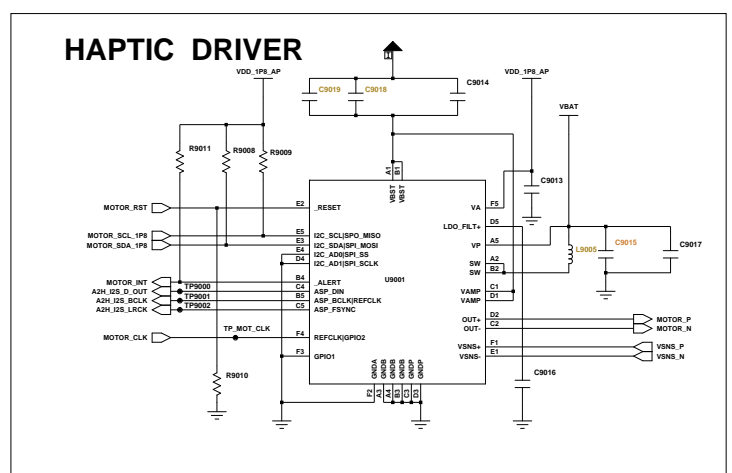 HAPTIC DRIVER
VDD_1P8_AP
C9019
C9018
C9014
VDD_1P8_AP
VBAT
R9011
R9008
R9009
A1
B1
VBST
VBST
C9013
MOTOR_RST
E2
_RESET
VA
F5
LDO_FILT+
D5
MOTOR_SCL_1P8
E5
I2C_SCL|SPO_MISO
MOTOR_SDA_1P8
E3
I2C_SDA|SPI_MOSI
E4
I2C_AD0|SPI_SS
D4
I2C_AD1|SPI_SCLK
VP
A5
L9005
C9015
C9017
SW
A2
SW
B2
MOTOR_INT
B4
_ALERT
U9001
A2H_I2S_D_OUT
TP9000
C4
ASP_DIN
VAMP
C1
A2H_I2S_BCLK
TP9001
B5
ASP_BCLK|REFCLK
VAMP
D1
A2H_I2S_LRCK
TP9002
C5
ASP_FSYNC
OUT+
D2
MOTOR_P
OUT-
C2
MOTOR_N
MOTOR_CLK
TP_MOT_CLK
F4
REFCLK|GPIO2
VSNS+
F1
VSNS_P
F3
GPIO1
VSNS-
E1
VSNS_N
R9010
GNDA
GNDB
GNDB
GNDB
GNDP
GNDP
F2
A3
A4
B3
C3
D3
C9016